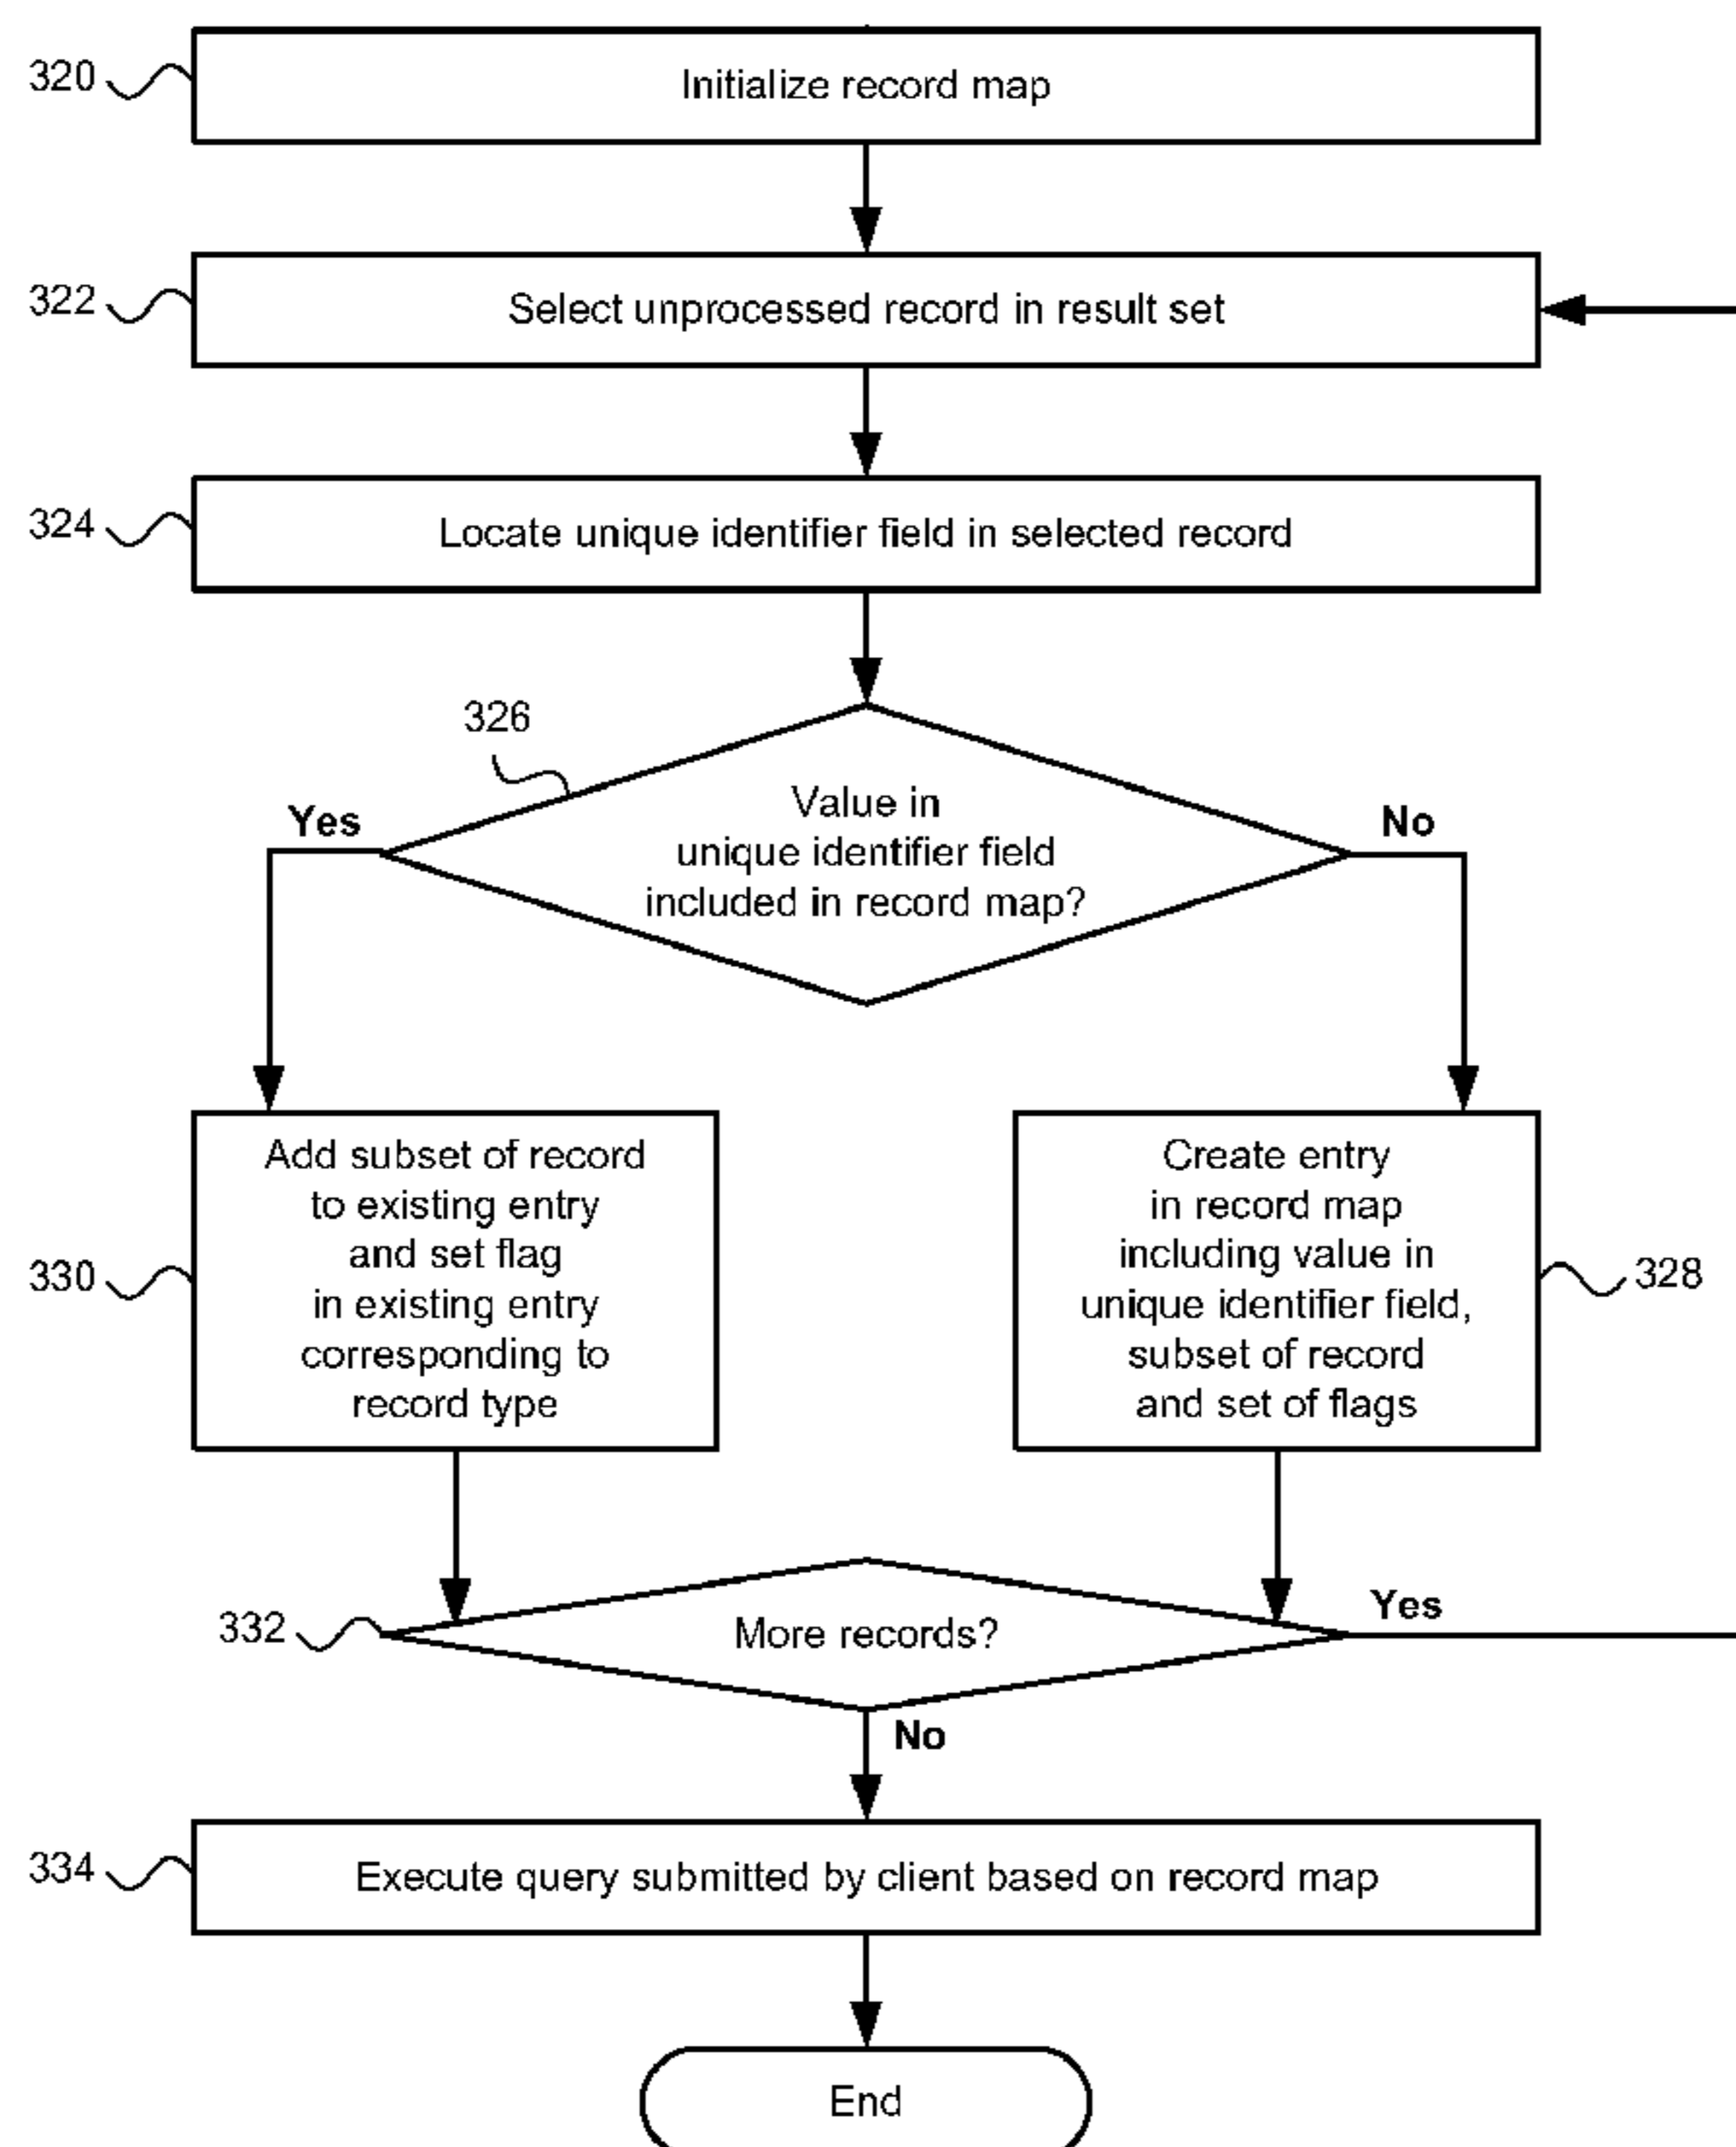 320
Initialize record map
322
Select unprocessed record in result set
324
Locate unique identifier field in selected record
326
Yes
No
Value in
unique identifier field
included in record map?
330
Add subset of record
to existing entry
and set flag
in existing entry
corresponding to
record type
Create entry
in record map
including value in
unique identifier field,
subset of record
and set of flags
328
332
More records?
Yes
No
334
Execute query submitted by client based on record map
End